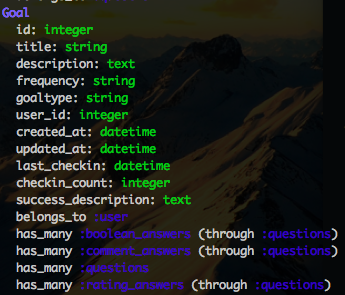 Goal
id: integer
title: string
description: text
frequency: string
goaltype: string
user_id: integer
created_at: datetime
updated_at: datetime
last_checkin: datetime
checkin_count: integer
success_description: text
belongs_to :user
has_many :boolean_answers (through :questions)
has_many :comment_answers (through :questions)
has_many :questions
has_many :rating_answers (through :questions)